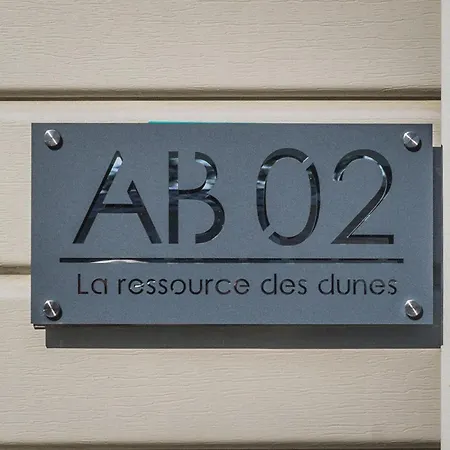 AB 02
La ressource des dunes